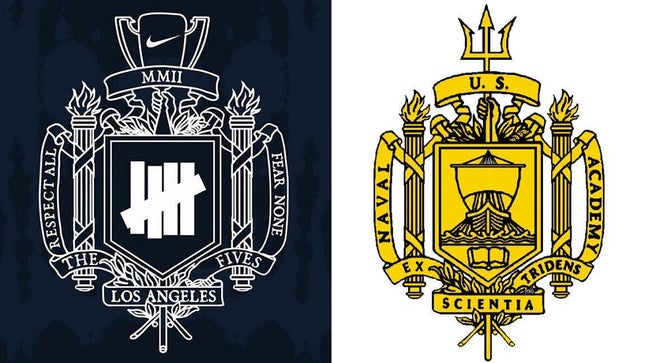 MMII
RESPECT ALL
FEAR NONE
THE FIVES
LOS ANGELES
U. S.
NAVAL
ACADEMY
EX TRIDENS
SCIENTIA